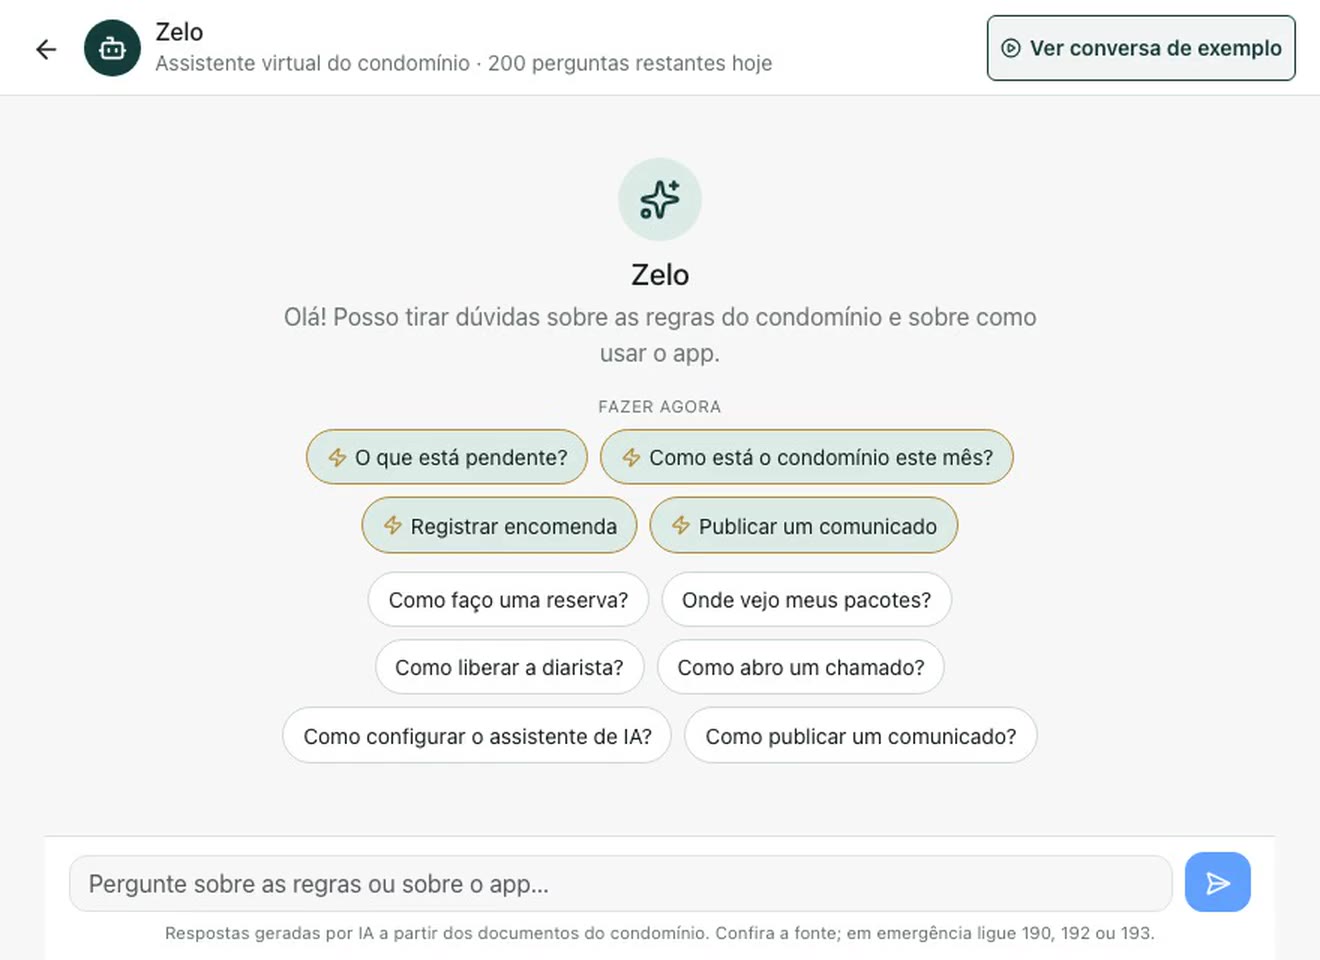 Zelo
Assistente virtual do condomínio · 200 perguntas restantes hoje
Ver conversa de exemplo
Zelo
Olá! Posso tirar dúvidas sobre as regras do condomínio e sobre como
usar o app.
FAZER AGORA
O que está pendente?
Como está o condomínio este mês?
Registrar encomenda
Publicar um comunicado
Como faço uma reserva?
Onde vejo meus pacotes?
Como liberar a diarista?
Como abro um chamado?
Como configurar o assistente de IA?
Como publicar um comunicado?
Pergunte sobre as regras ou sobre o app...
Respostas geradas por IA a partir dos documentos do condomínio. Confira a fonte; em emergência ligue 190, 192 ou 193.